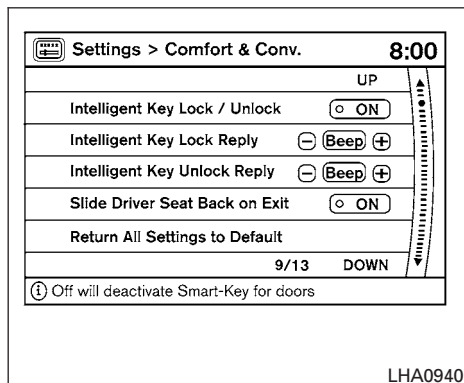 Settings > Comfort & Conv. 8:00
UP
Intelligent Key Lock / Unlock ON
Intelligent Key Lock Reply − Beep +
Intelligent Key Unlock Reply − Beep +
Slide Driver Seat Back on Exit ON
Return All Settings to Default
9/13 DOWN
i Off will deactivate Smart-Key for doors
LHA0940